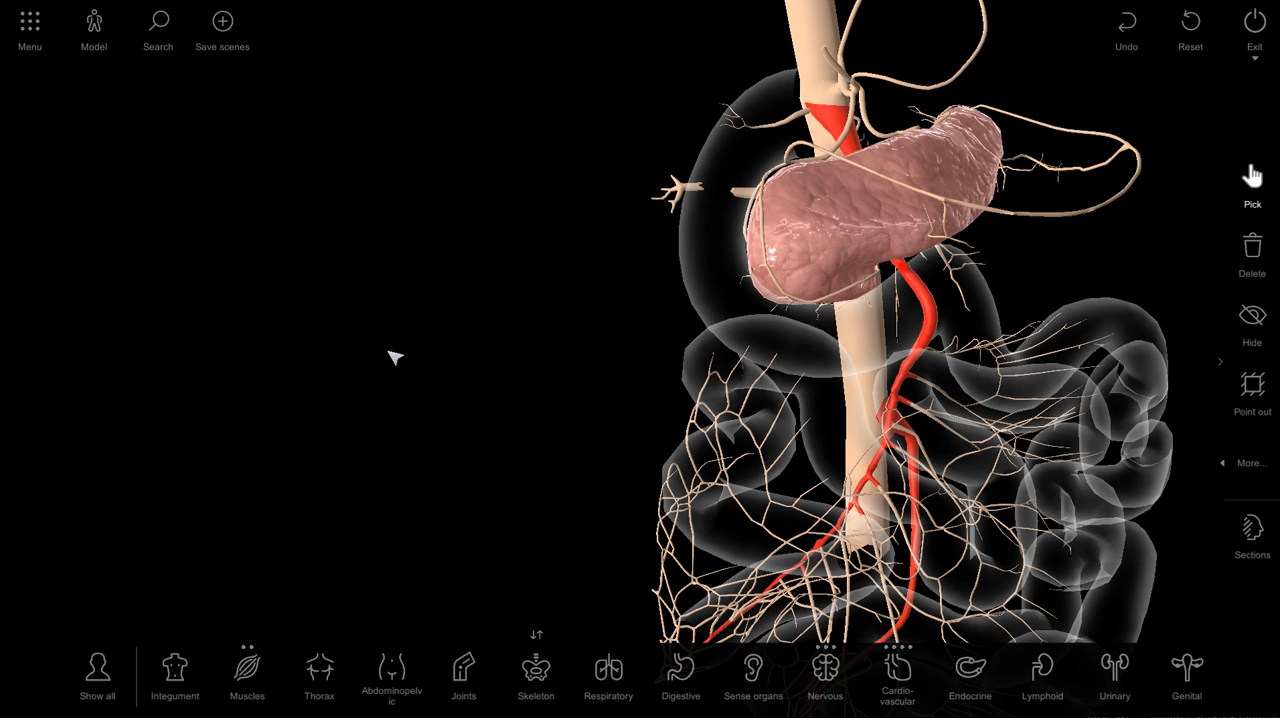 Menu
Model
Search
Save scenes
Undo
Reset
Exit
Pick
Delete
Hide
Point out
More...
Sections
Show all
Integument
Muscles
Thorax
Abdominopelv
ic
Joints
Skeleton
Respiratory
Digestive
Sense organs
Nervous
Cardio-
vascular
Endocrine
Lymphoid
Urinary
Genital